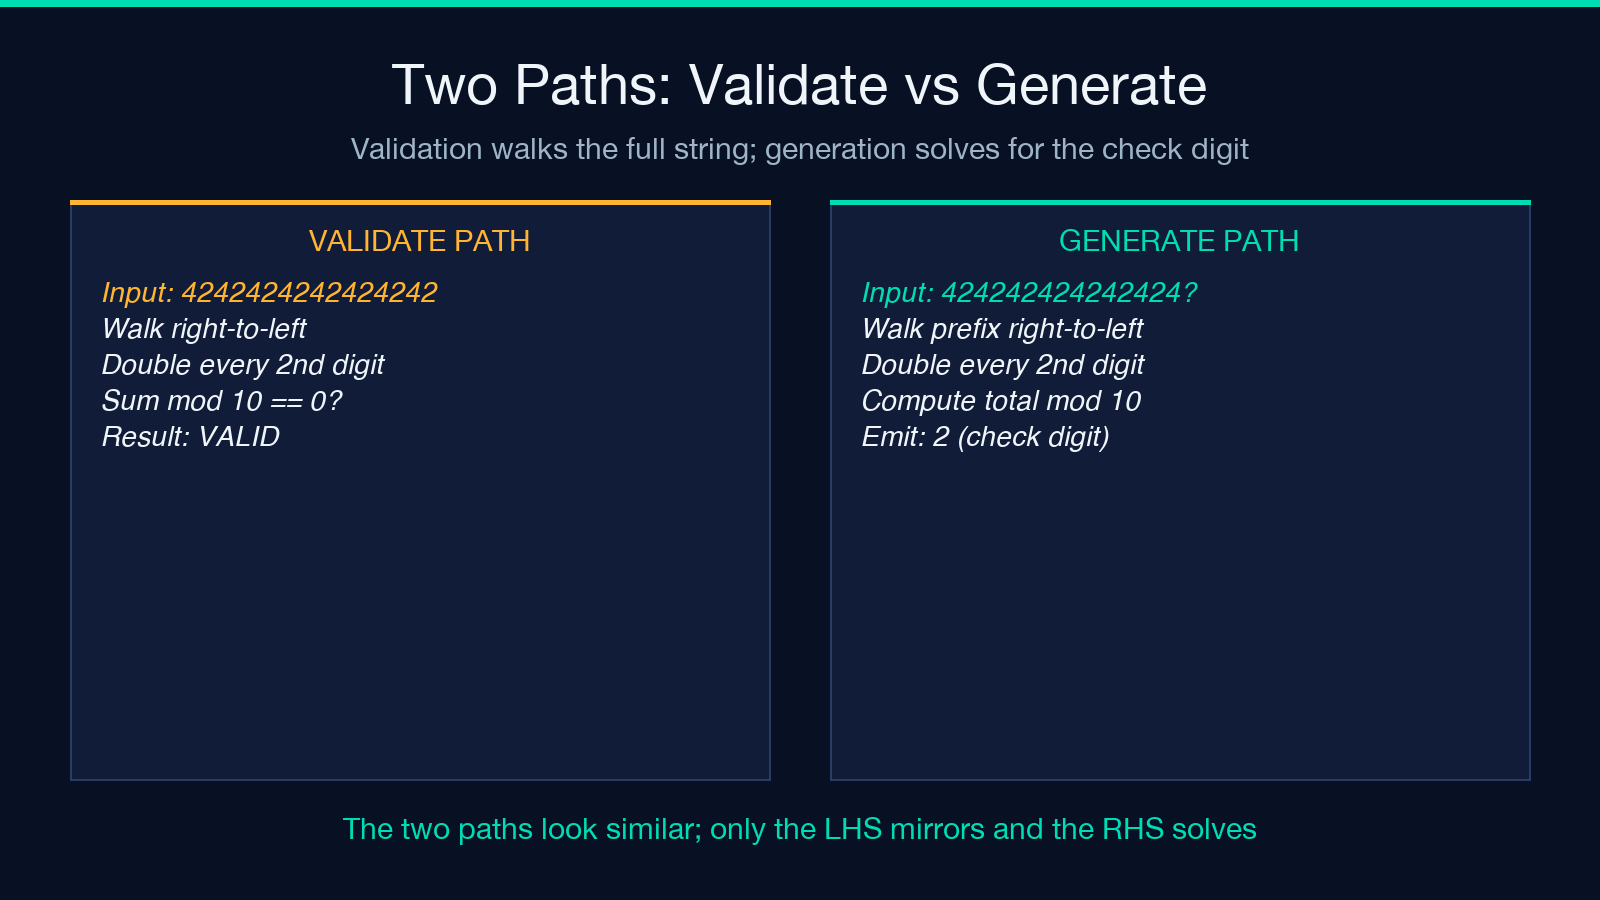 Two Paths: Validate vs Generate
Validation walks the full string; generation solves for the check digit
VALIDATE PATH
Input: 4242424242424242
Walk right-to-left
Double every 2nd digit
Sum mod 10 == 0?
Result: VALID
GENERATE PATH
Input: 424242424242424?
Walk prefix right-to-left
Double every 2nd digit
Compute total mod 10
Emit: 2 (check digit)
The two paths look similar; only the LHS mirrors and the RHS solves